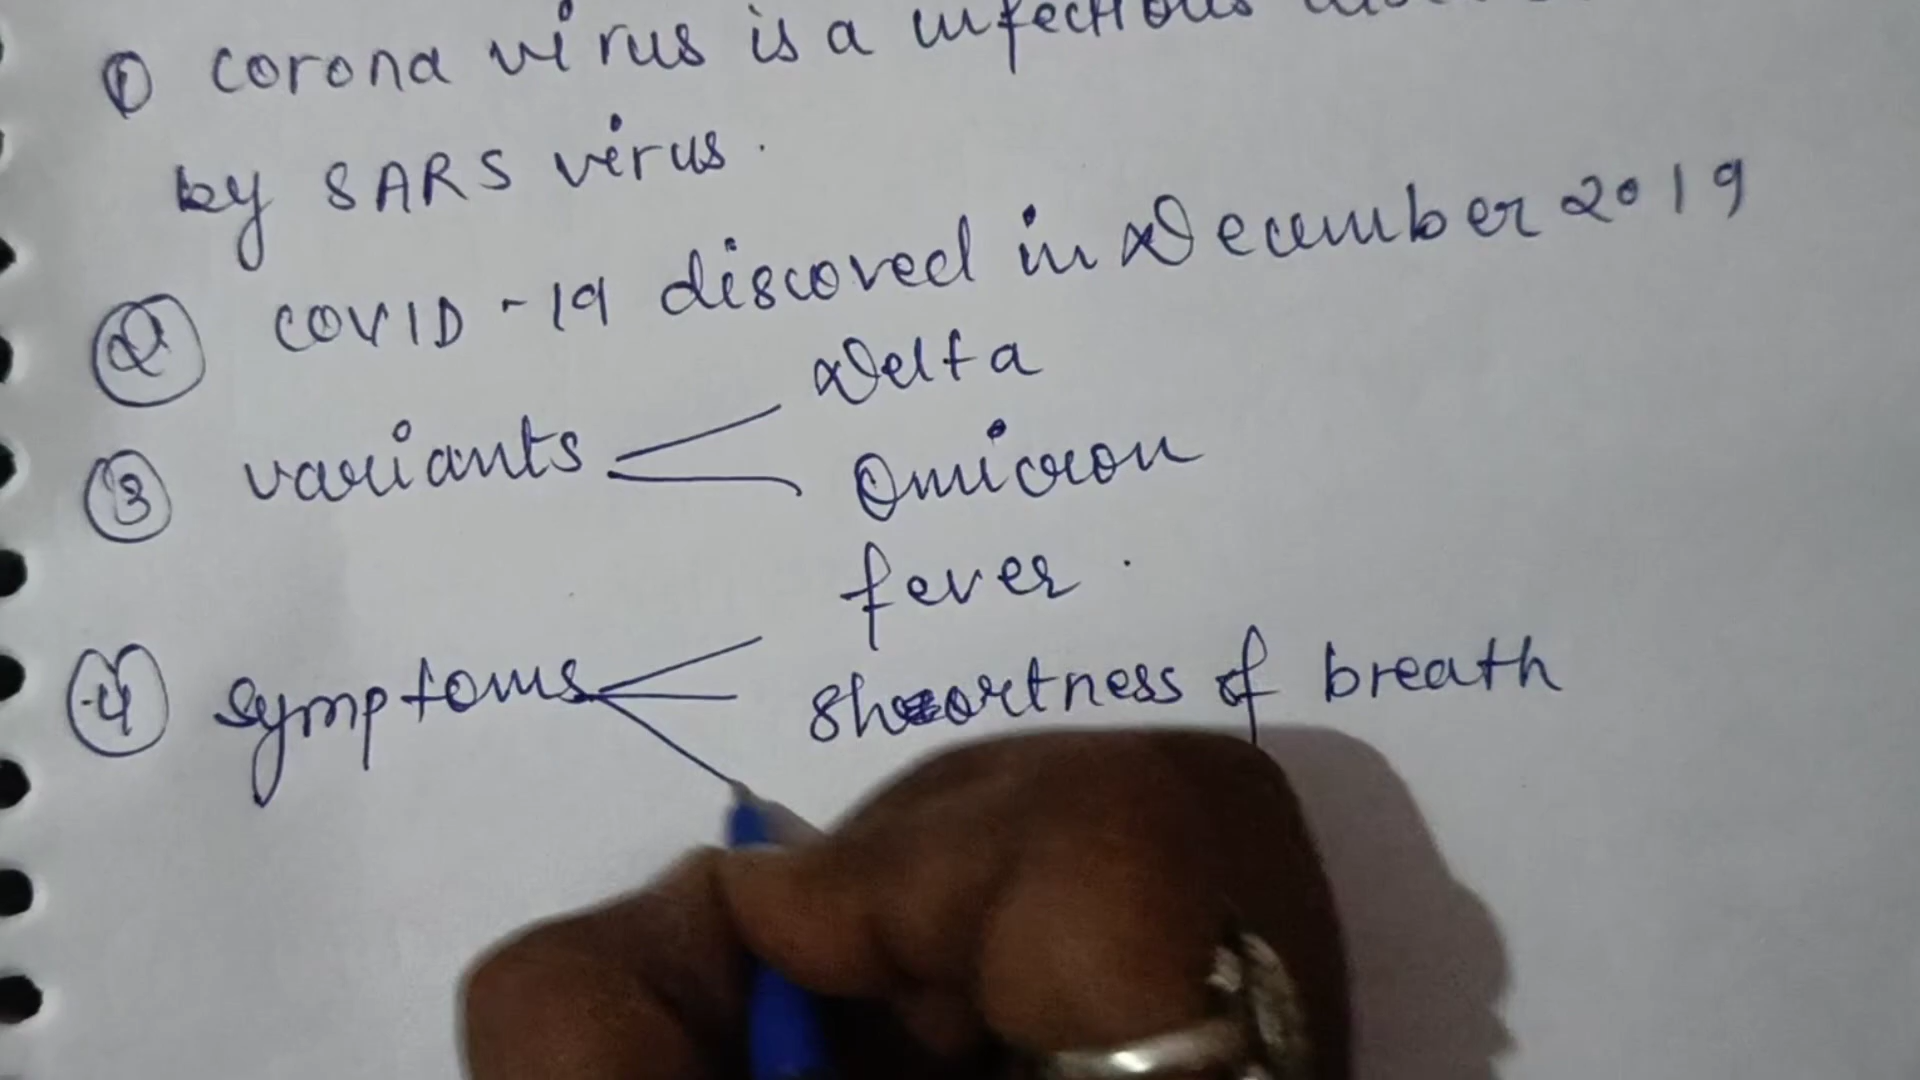 ① corona virus is a infectious
by SARS virus.
② COVID-19 discoved in December 2019
③ variants Delta
Omicron
fever.
④ symptoms shortness of breath